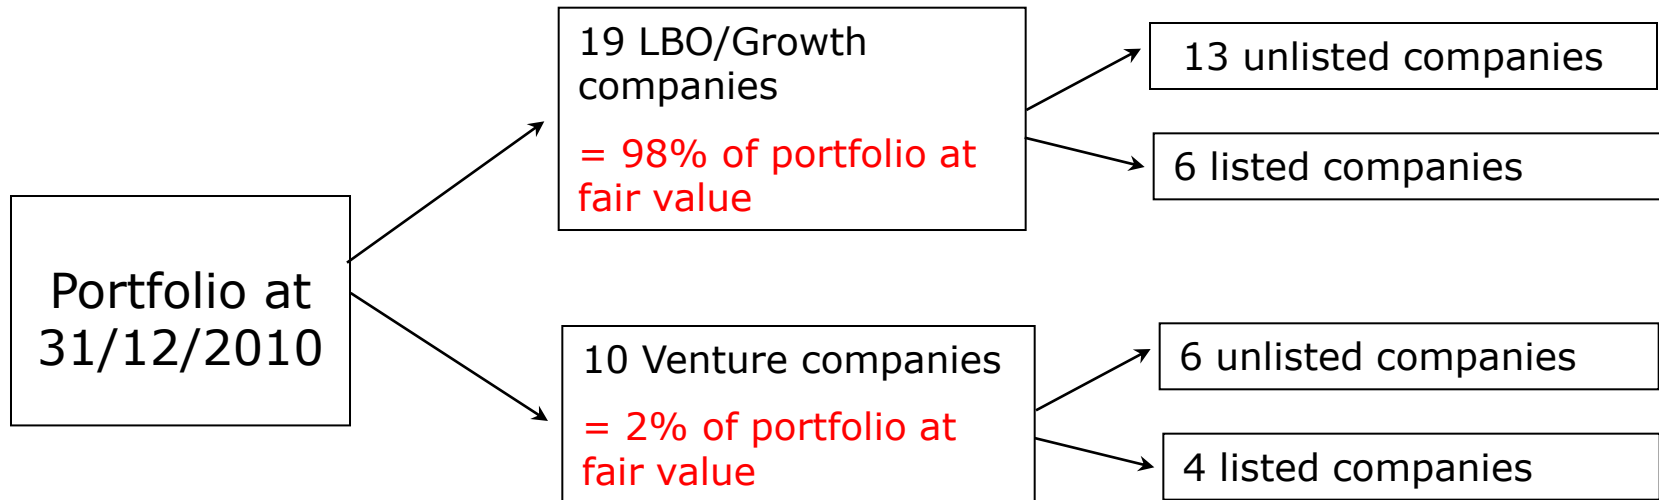 Portfolio at
31/12/2010
19 LBO/Growth
companies
= 98% of portfolio at
fair value
13 unlisted companies
6 listed companies
10 Venture companies
= 2% of portfolio at
fair value
6 unlisted companies
4 listed companies